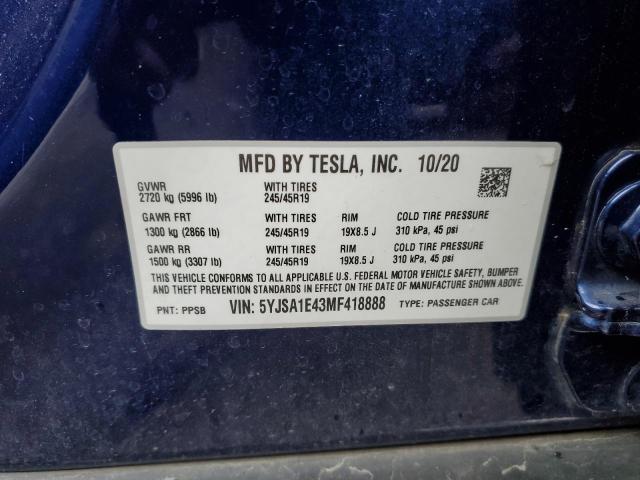 MFD BY TESLA, INC. 10/20
GVWR WITH TIRES
2720 kg (5996 lb) 245/45R19
GAWR FRT WITH TIRES RIM COLD TIRE PRESSURE
1300 kg (2866 lb) 245/45R19 19X8.5 J 310 kPa, 45 psi
GAWR RR WITH TIRES RIM COLD TIRE PRESSURE
1500 kg (3307 lb) 245/45R19 19X8.5 J 310 kPa, 45 psi
THIS VEHICLE CONFORMS TO ALL APPLICABLE U.S. FEDERAL MOTOR VEHICLE SAFETY, BUMPER
AND THEFT PREVENTION STANDARDS IN EFFECT ON THE DATE OF MANUFACTURE SHOWN ABOVE.
PNT: PPSB VIN: 5YJSA1E43MF418888 TYPE: PASSENGER CAR